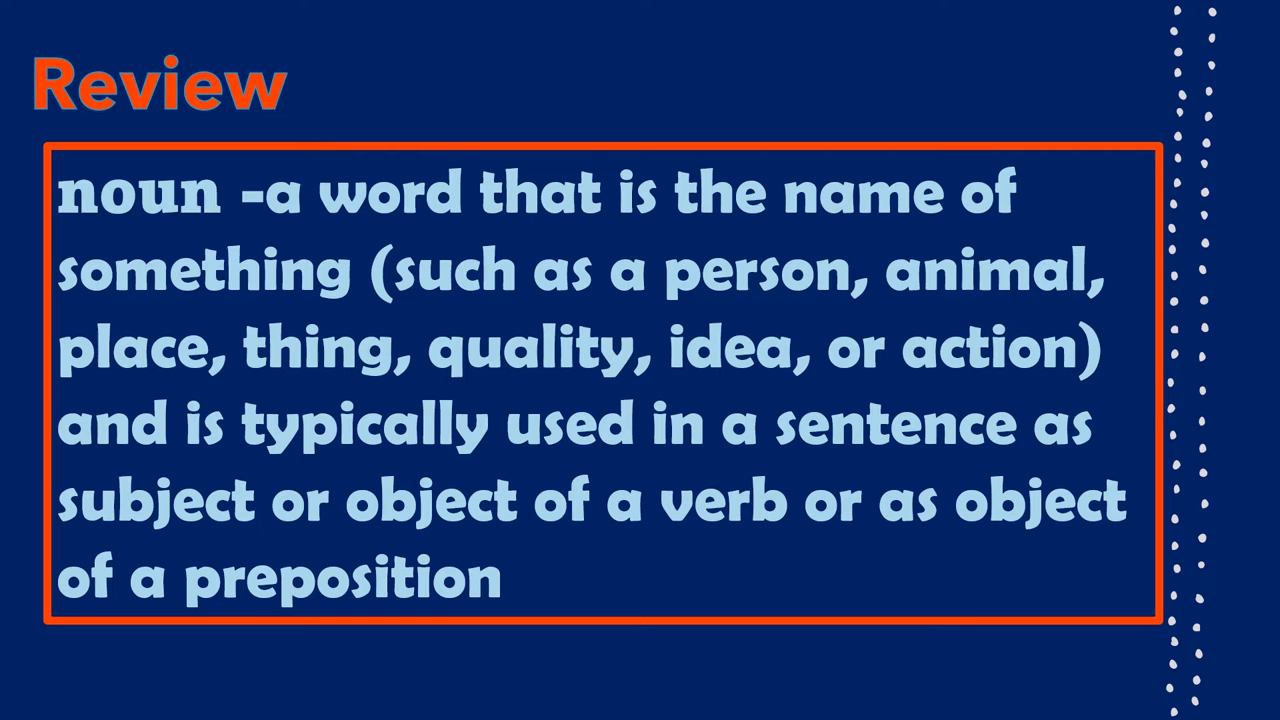 Review
noun -a word that is the name of
something (such as a person, animal,
place, thing, quality, idea, or action)
and is typically used in a sentence as
subject or object of a verb or as object
of a preposition